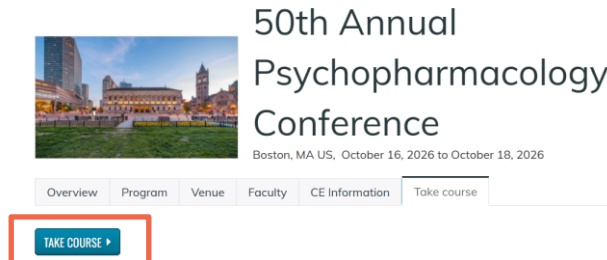 50th Annual
Psychopharmacology
Conference
Boston, MA US, October 16, 2026 to October 18, 2026
Overview Program Venue Faculty CE Information Take course
TAKE COURSE